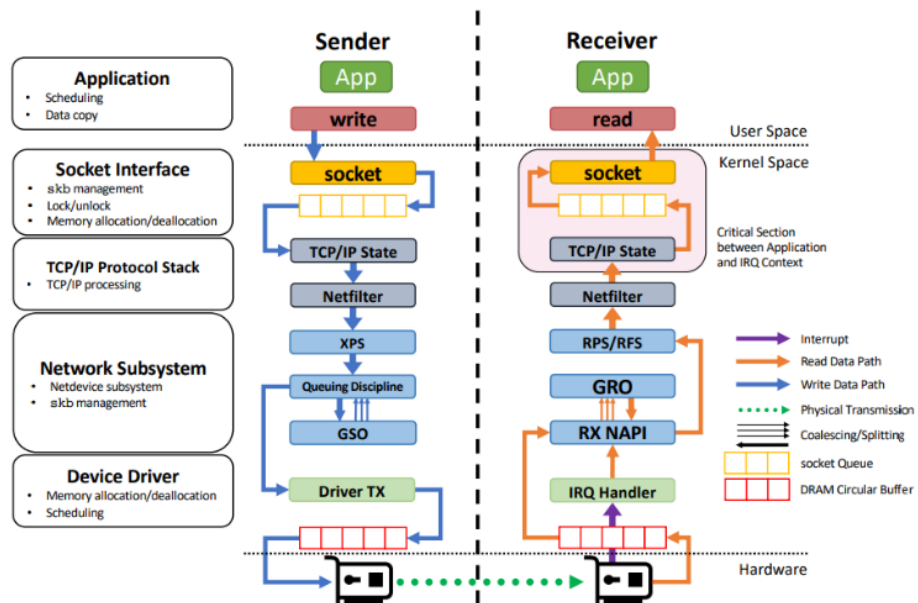 Sender
Receiver
App
App
write
read
User Space
Kernel Space
Application
• Scheduling
• Data copy
Socket Interface
• skb management
• Lock/unlock
• Memory allocation/deallocation
TCP/IP Protocol Stack
• TCP/IP processing
Network Subsystem
• Netdevice subsystem
• skb management
Device Driver
• Memory allocation/deallocation
• Scheduling
socket
TCP/IP State
Netfilter
XPS
Queuing Discipline
GSO
Driver TX
socket
TCP/IP State
Netfilter
RPS/RFS
GRO
RX NAPI
IRQ Handler
Critical Section
between Application
and IRQ Context
Interrupt
Read Data Path
Write Data Path
Physical Transmission
Coalescing/Splitting
socket Queue
DRAM Circular Buffer
Hardware